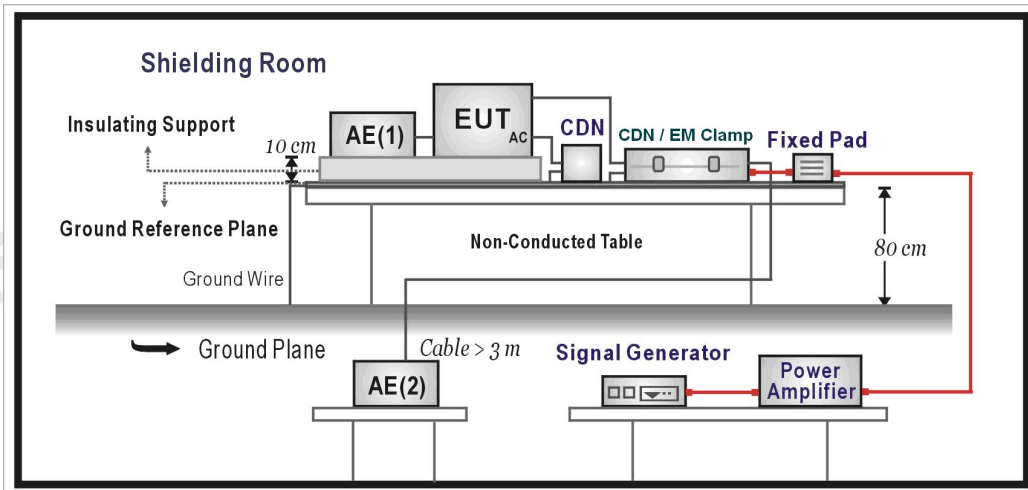 Shielding Room
Insulating Support
10 cm
AE(1)
EUT
AC
CDN
CDN / EM Clamp
Fixed Pad
Ground Reference Plane
Non-Conducted Table
80 cm
Ground Wire
Ground Plane
Cable > 3 m
Signal Generator
Power
Amplifier
AE(2)